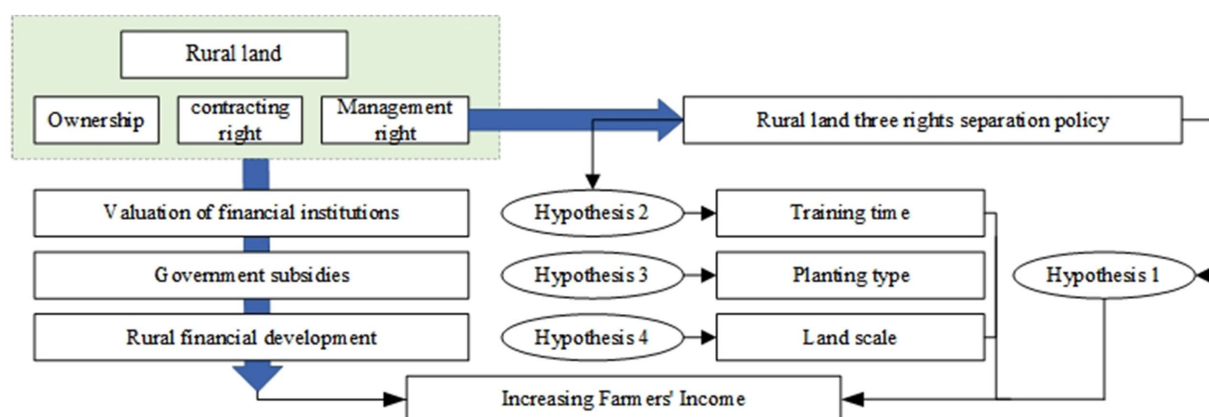 Rural land
Ownership
contracting
right
Management
right
Rural land three rights separation policy
Valuation of financial institutions
Hypothesis 2
Training time
Government subsidies
Hypothesis 3
Planting type
Hypothesis 1
Rural financial development
Hypothesis 4
Land scale
Increasing Farmers' Income